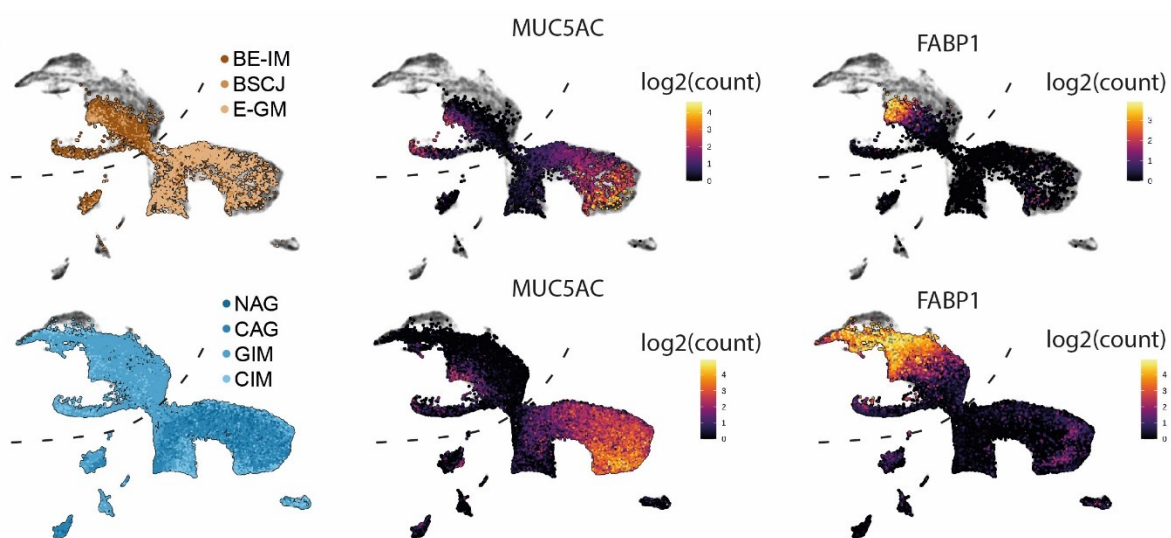 MUC5AC
FABP1
BE-IM
BSCJ
E-GM
log2(count)
4
3
2
1
0
log2(count)
3
2
1
0
MUC5AC
FABP1
NAG
CAG
GIM
CIM
log2(count)
4
3
2
1
0
log2(count)
4
3
2
1
0